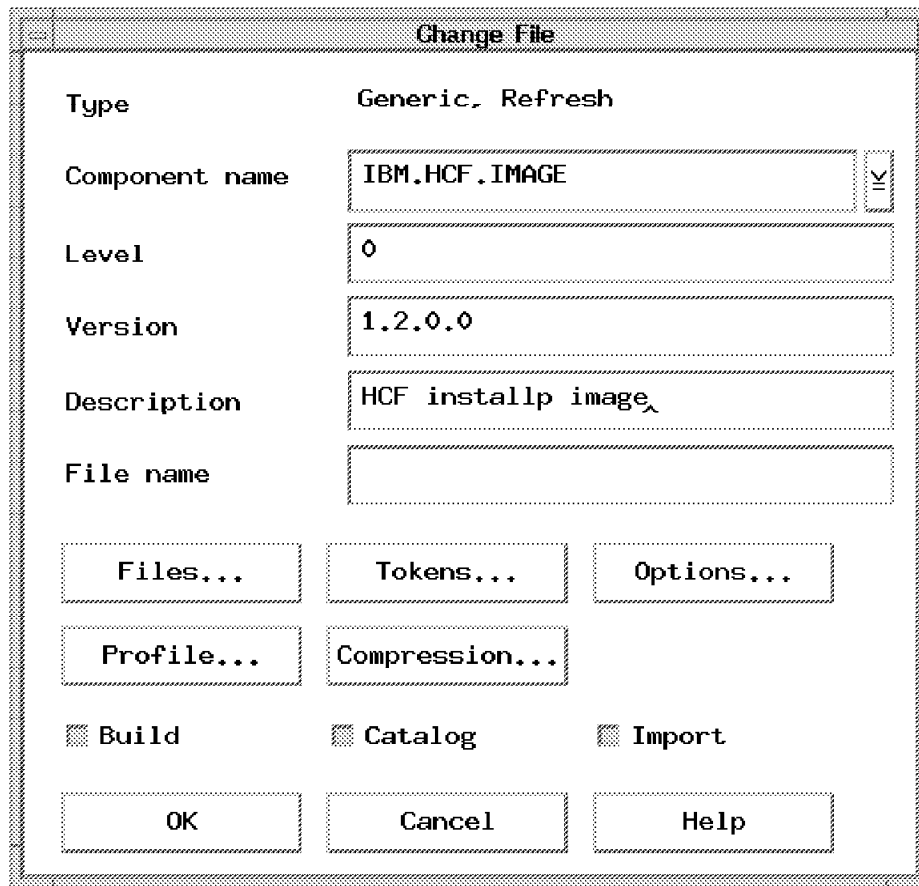 Change File
Type Generic, Refresh
Component name IBM.HCF.IMAGE
Level 0
Version 1.2.0.0
Description HCF installp image
File name
Files... Tokens... Options...
Profile... Compression...
Build Catalog Import
OK Cancel Help